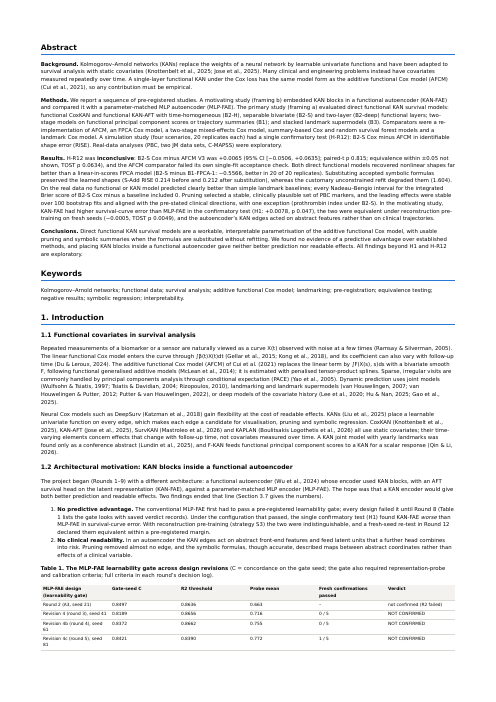 Abstract
Background. Kolmogorov–Arnold networks (KANs) replace the weights of a neural network by learnable univariate functions and have been adapted to
survival analysis with static covariates (Knottenbelt et al., 2025; Jose et al., 2025). Many clinical and engineering problems instead have covariates
measured repeatedly over time. A single-layer functional KAN under the Cox loss has the same model form as the additive functional Cox model (AFCM)
(Cui et al., 2021), so any contribution must be empirical.
Methods. We report a sequence of pre-registered studies. A motivating study (framing b) embedded KAN blocks in a functional autoencoder (KAN-FAE)
and compared it with a parameter-matched MLP autoencoder (MLP-FAE). The primary study (framing a) evaluated direct functional KAN survival models:
functional CoxKAN and functional KAN-AFT with time-homogeneous (B2-H), separable bivariate (B2-S) and two-layer (B2-deep) functional layers; two-
stage models on functional principal component scores or trajectory summaries (B1); and stacked landmark supermodels (B3). Comparators were a re-
implementation of AFCM, an FPCA Cox model, a two-stage mixed-effects Cox model, summary-based Cox and random survival forest models and a
landmark Cox model. A simulation study (four scenarios, 20 replicates each) had a single confirmatory test (H-R12): B2-S Cox minus AFCM in identifiable
shape error (RISE). Real-data analyses (PBC, two JM data sets, C-MAPSS) were exploratory.
Results. H-R12 was inconclusive: B2-S Cox minus AFCM V3 was +0.0065 (95% CI [−0.0506, +0.0635]; paired-t p 0.815; equivalence within ±0.05 not
shown, TOST p 0.0634), and the AFCM comparator failed its own single-fit acceptance check. Both direct functional models recovered nonlinear shapes far
better than a linear-in-scores FPCA model (B2-S minus B1-FPCA-1: −0.5566, better in 20 of 20 replicates). Substituting accepted symbolic formulas
preserved the learned shapes (S-Add RISE 0.214 before and 0.212 after substitution), whereas the customary unconstrained refit degraded them (1.604).
On the real data no functional or KAN model predicted clearly better than simple landmark baselines; every Nadeau-Bengio interval for the integrated
Brier score of B2-S Cox minus a baseline included 0. Pruning selected a stable, clinically plausible set of PBC markers, and the leading effects were stable
over 100 bootstrap fits and aligned with the pre-stated clinical directions, with one exception (prothrombin index under B2-S). In the motivating study,
KAN-FAE had higher survival-curve error than MLP-FAE in the confirmatory test (H1: +0.0078, p 0.047), the two were equivalent under reconstruction pre-
training on fresh seeds (−0.0005, TOST p 0.0049), and the autoencoder's KAN edges acted on abstract features rather than on clinical trajectories.
Conclusions. Direct functional KAN survival models are a workable, interpretable parametrisation of the additive functional Cox model, with usable
pruning and symbolic summaries when the formulas are substituted without refitting. We found no evidence of a predictive advantage over established
methods, and placing KAN blocks inside a functional autoencoder gave neither better prediction nor readable effects. All findings beyond H1 and H-R12
are exploratory.
Keywords
Kolmogorov–Arnold networks; functional data; survival analysis; additive functional Cox model; landmarking; pre-registration; equivalence testing;
negative results; symbolic regression; interpretability.
1. Introduction
1.1 Functional covariates in survival analysis
Repeated measurements of a biomarker or a sensor are naturally viewed as a curve X(t) observed with noise at a few times (Ramsay & Silverman, 2005).
The linear functional Cox model enters the curve through ∫β(t)X(t)dt (Gellar et al., 2015; Kong et al., 2018), and its coefficient can also vary with follow-up
time (Du & Leroux, 2024). The additive functional Cox model (AFCM) of Cui et al. (2021) replaces the linear term by ∫F(X(s), s)ds with a bivariate smooth
F, following generalised additive models (McLean et al., 2014); it is estimated with penalised tensor-product splines. Sparse, irregular visits are
commonly handled by principal components analysis through conditional expectation (PACE) (Yao et al., 2005). Dynamic prediction uses joint models
(Wulfsohn & Tsiatis, 1997; Tsiatis & Davidian, 2004; Rizopoulos, 2010), landmarking and landmark supermodels (van Houwelingen, 2007; van
Houwelingen & Putter, 2012; Putter & van Houwelingen, 2022), or deep models of the covariate history (Lee et al., 2020; Hu & Nan, 2025; Gao et al.,
2025).
Neural Cox models such as DeepSurv (Katzman et al., 2018) gain flexibility at the cost of readable effects. KANs (Liu et al., 2025) place a learnable
univariate function on every edge, which makes each edge a candidate for visualisation, pruning and symbolic regression. CoxKAN (Knottenbelt et al.,
2025), KAN-AFT (Jose et al., 2025), SurvKAN (Mastroleo et al., 2026) and KAPLAN (Boulitsakis Logothetis et al., 2026) all use static covariates; their time-
varying elements concern effects that change with follow-up time, not covariates measured over time. A KAN joint model with yearly landmarks was
found only as a conference abstract (Lundin et al., 2025), and F-KAN feeds functional principal component scores to a KAN for a scalar response (Qin & Li,
2026).
1.2 Architectural motivation: KAN blocks inside a functional autoencoder
The project began (Rounds 1–9) with a different architecture: a functional autoencoder (Wu et al., 2024) whose encoder used KAN blocks, with an AFT
survival head on the latent representation (KAN-FAE), against a parameter-matched MLP encoder (MLP-FAE). The hope was that a KAN encoder would give
both better prediction and readable effects. Two findings ended that line (Section 3.7 gives the numbers).
1. No predictive advantage. The conventional MLP-FAE first had to pass a pre-registered learnability gate; every design failed it until Round 8 (Table
1 lists the gate looks with saved verdict records). Under the configuration that passed, the single confirmatory test (H1) found KAN-FAE worse than
MLP-FAE in survival-curve error. With reconstruction pre-training (strategy S3) the two were indistinguishable, and a fresh-seed re-test in Round 12
declared them equivalent within a pre-registered margin.
2. No clinical readability. In an autoencoder the KAN edges act on abstract front-end features and feed latent units that a further head combines
into risk. Pruning removed almost no edge, and the symbolic formulas, though accurate, described maps between abstract coordinates rather than
effects of a clinical variable.
Table 1. The MLP-FAE learnability gate across design revisions (C = concordance on the gate seed; the gate also required representation-probe
and calibration criteria; full criteria in each round's decision log).
MLP-FAE design (learnability gate) Gate-seed C R2 threshold Probe mean Fresh confirmations passed Verdict
Round 2 (A3, seed 21) 0.8497 0.8636 0.663 – not confirmed (R2 failed)
Revision 4 (round 3), seed 41 0.8189 0.8656 0.716 0 / 5 NOT CONFIRMED
Revision 4b (round 4), seed 61 0.8372 0.8662 0.755 0 / 5 NOT CONFIRMED
Revision 4c (round 5), seed 81 0.8421 0.8390 0.772 1 / 5 NOT CONFIRMED